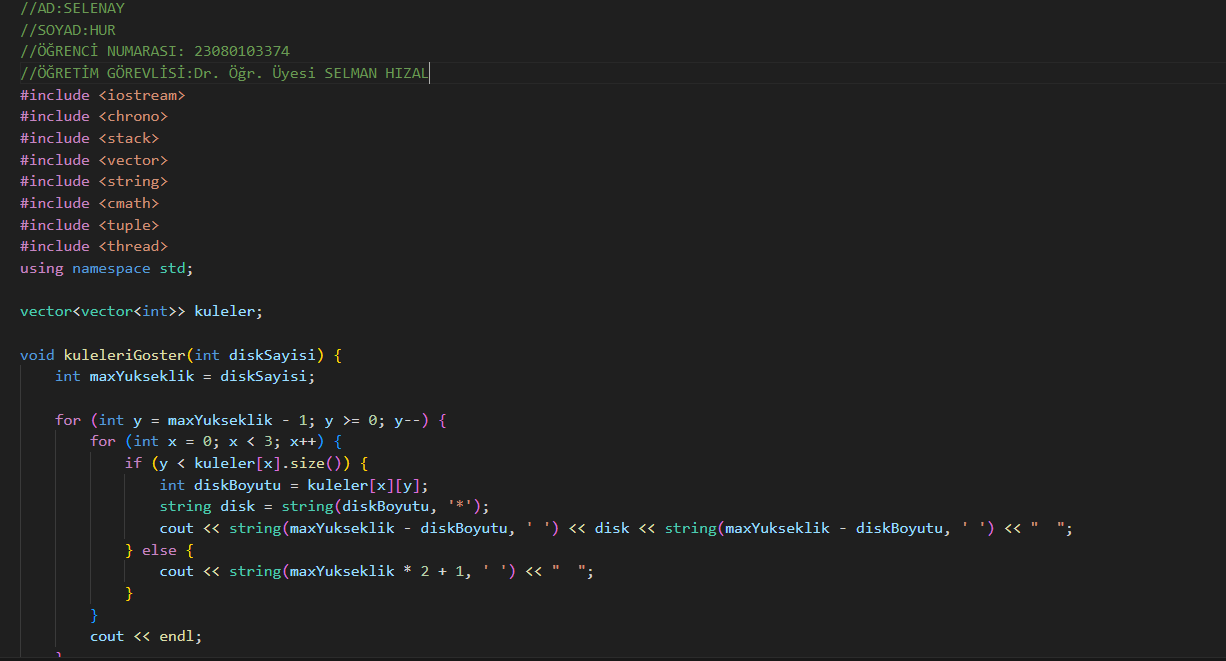 //AD:SELENAY
//SOYAD:HUR
//ÖĞRENCİ NUMARASI: 23080103374
//ÖĞRETİM GÖREVLİSİ:Dr. Öğr. Üyesi SELMAN HIZAL
#include <iostream>
#include <chrono>
#include <stack>
#include <vector>
#include <string>
#include <cmath>
#include <tuple>
#include <thread>
using namespace std;

vector<vector<int>> kuleler;

void kuleleriGoster(int diskSayisi) {
    int maxYukseklik = diskSayisi;

    for (int y = maxYukseklik - 1; y >= 0; y--) {
        for (int x = 0; x < 3; x++) {
            if (y < kuleler[x].size()) {
                int diskBoyutu = kuleler[x][y];
                string disk = string(diskBoyutu, '*');
                cout << string(maxYukseklik - diskBoyutu, ' ') << disk << string(maxYukseklik - diskBoyutu, ' ') << "  ";
            } else {
                cout << string(maxYukseklik * 2 + 1, ' ') << "  ";
            }
        }
        cout << endl;
    }